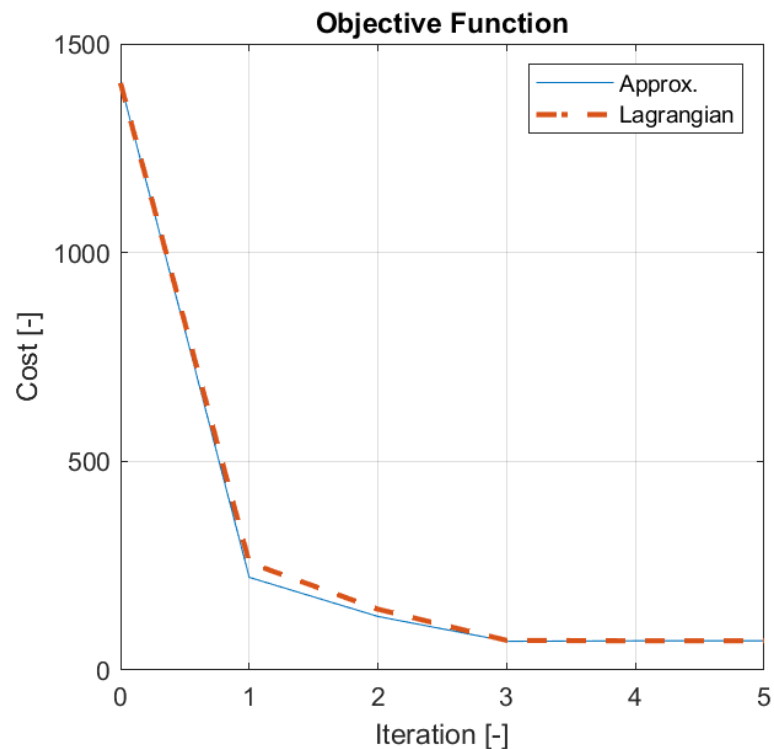 Objective Function
1500
Approx.
Lagrangian
1000
Cost [-]
500
0
0 1 2 3 4 5
Iteration [-]